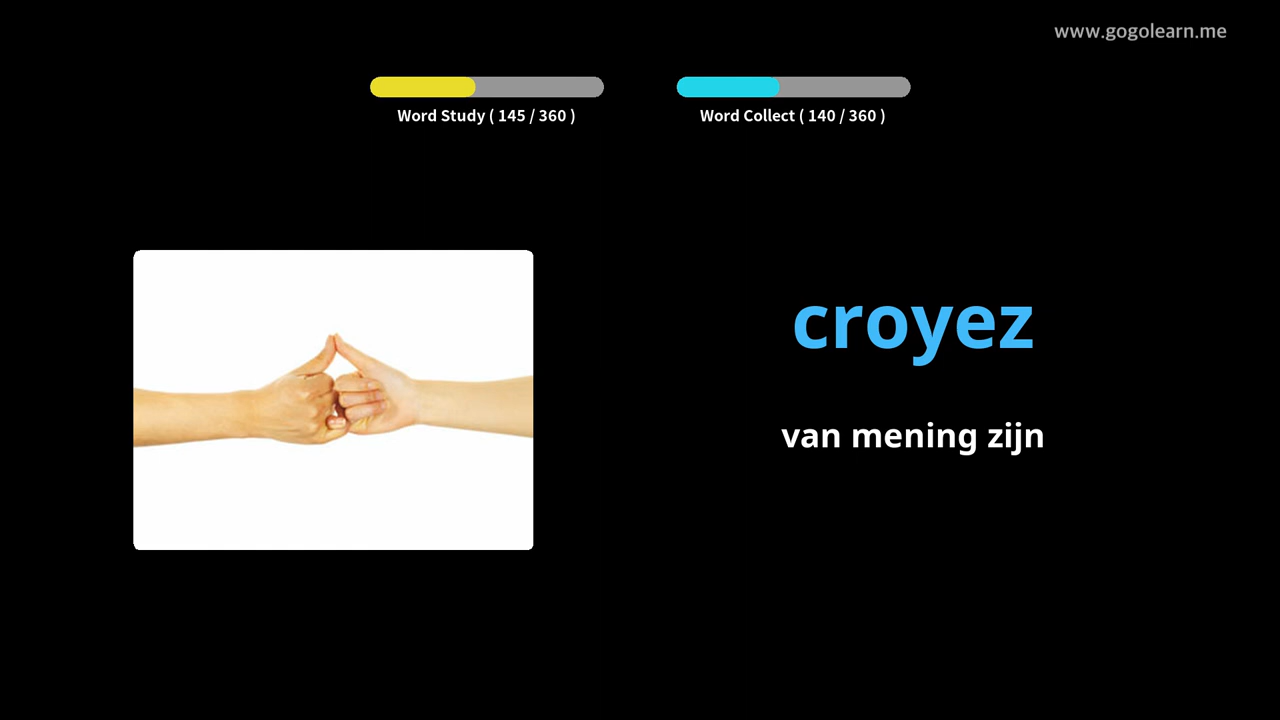 www.gogolearn.me
Word Study ( 145 / 360 )
Word Collect ( 140 / 360 )
croyez
van mening zijn